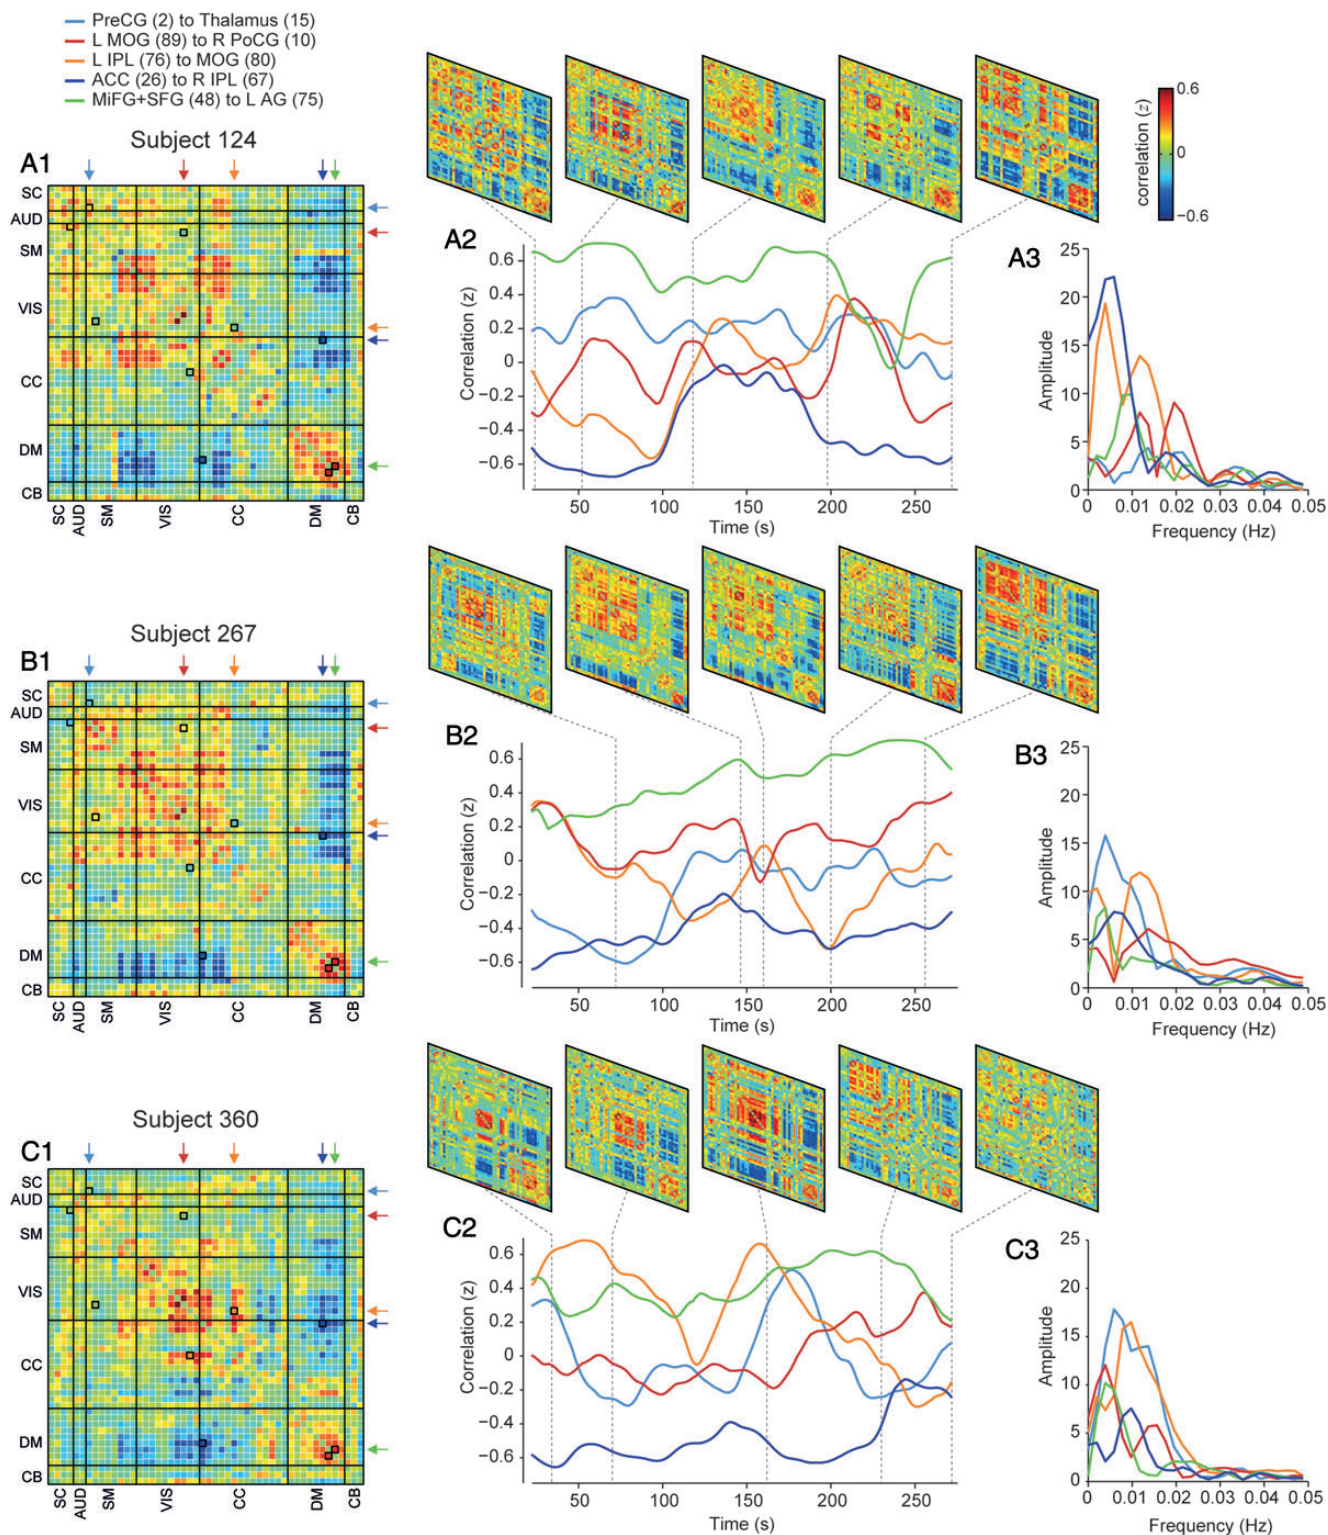 PreCG (2) to Thalamus (15)
L MOG (89) to R PoCG (10)
L IPL (76) to MOG (80)
ACC (26) to R IPL (67)
MiFG+SFG (48) to L AG (75)
0.6
0
−0.6
correlation (z)
Subject 124
A1
SC
AUD
SM
VIS
CC
DM
CB
SC AUD SM VIS CC DM CB
A2
0.6
0.4
0.2
0
−0.2
−0.4
−0.6
Correlation (z)
50 100 150 200 250
Time (s)
A3
25
20
15
10
5
0
Amplitude
0 0.01 0.02 0.03 0.04 0.05
Frequency (Hz)
Subject 267
B1
SC
AUD
SM
VIS
CC
DM
CB
SC AUD SM VIS CC DM CB
B2
0.6
0.4
0.2
0
−0.2
−0.4
−0.6
Correlation (z)
50 100 150 200 250
Time (s)
B3
25
20
15
10
5
0
Amplitude
0 0.01 0.02 0.03 0.04 0.05
Frequency (Hz)
Subject 360
C1
SC
AUD
SM
VIS
CC
DM
CB
SC AUD SM VIS CC DM CB
C2
0.6
0.4
0.2
0
−0.2
−0.4
−0.6
Correlation (z)
50 100 150 200 250
Time (s)
C3
25
20
15
10
5
0
Amplitude
0 0.01 0.02 0.03 0.04 0.05
Frequency (Hz)